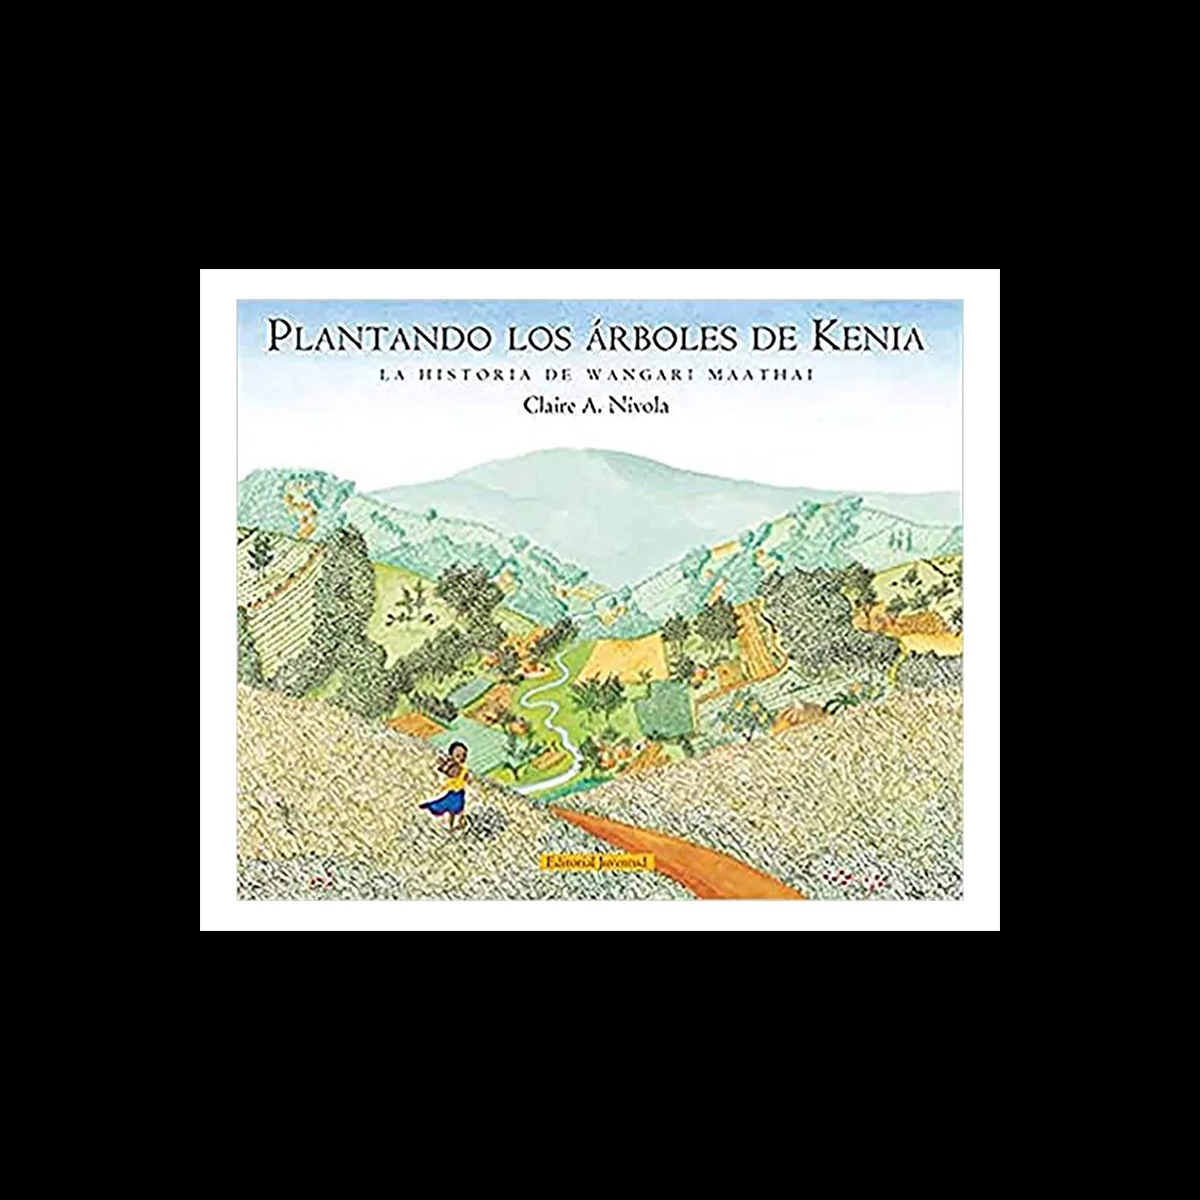 PLANTANDO LOS ÁRBOLES DE KENIA
LA HISTORIA DE WANGARI MAATHAI
Claire A. Nivola
Editorial Juventud